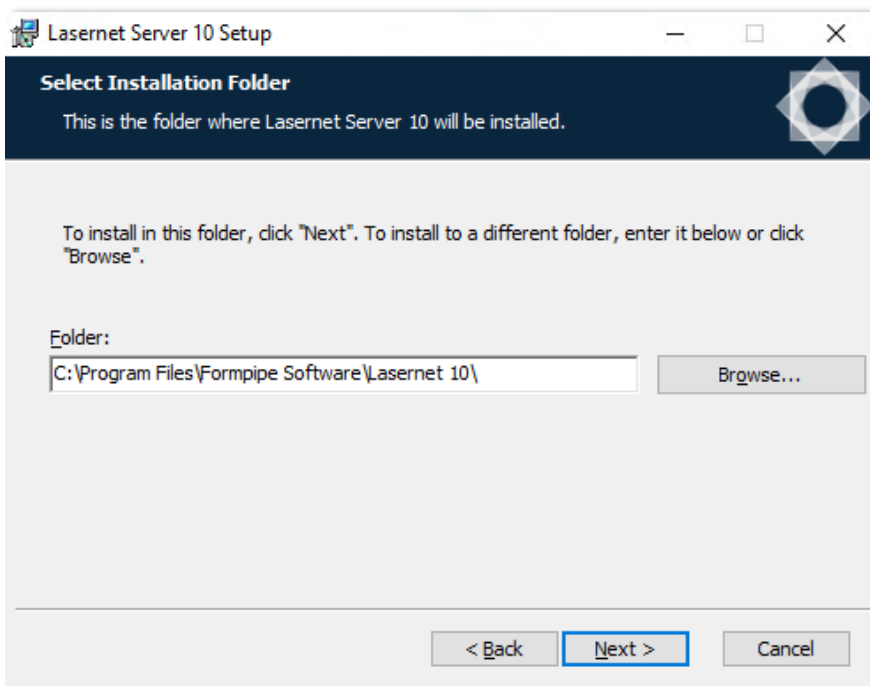 Lasernet Server 10 Setup
Select Installation Folder
This is the folder where Lasernet Server 10 will be installed.
To install in this folder, click "Next". To install to a different folder, enter it below or click
"Browse".
Folder:
C:\Program Files\Formpipe Software\Lasernet 10\
Browse...
< Back
Next >
Cancel